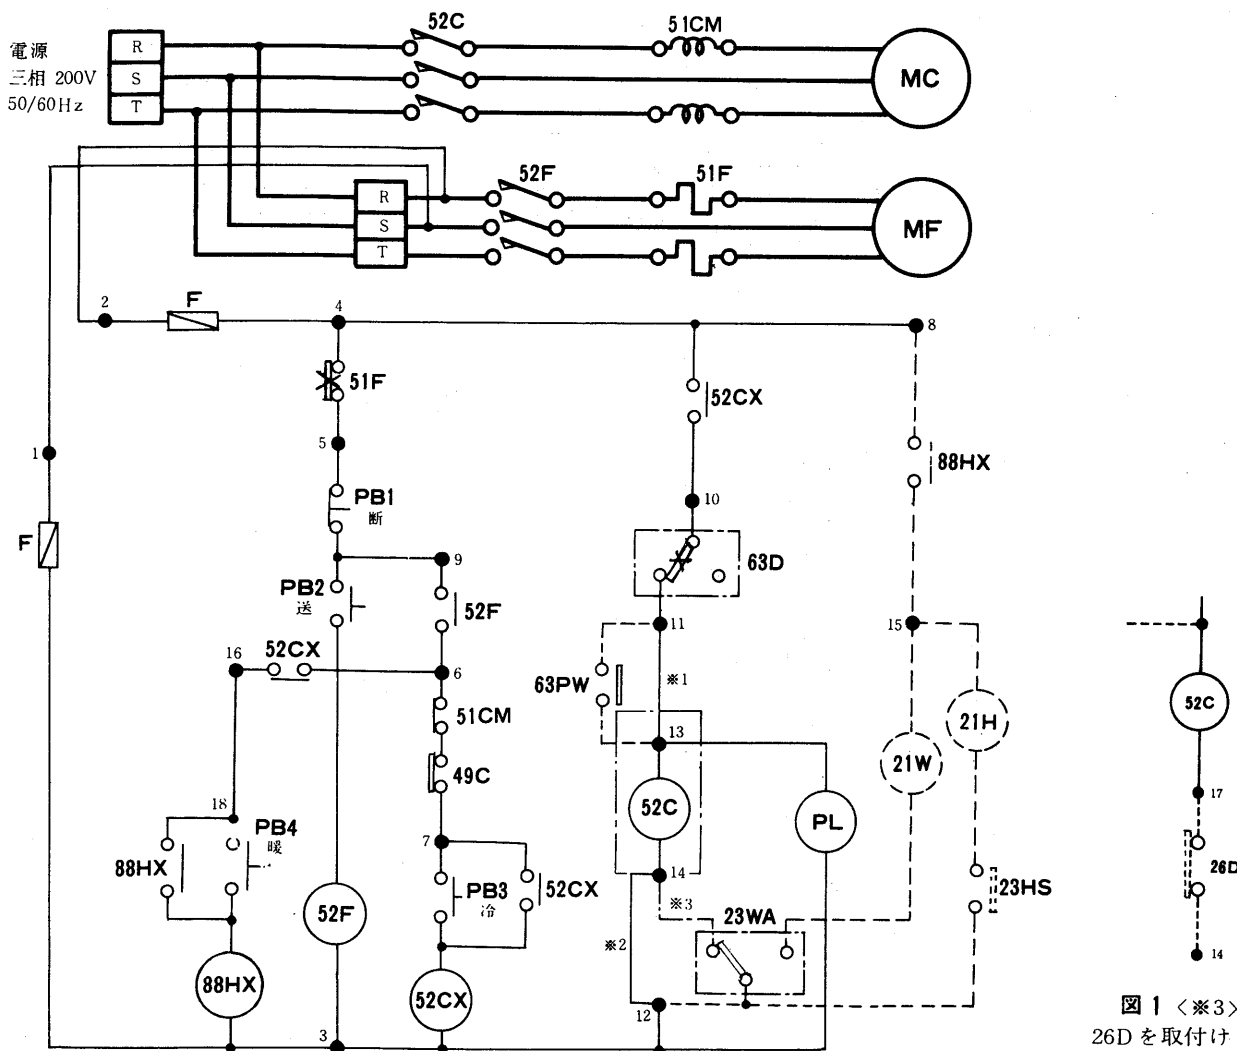 52C
51CM
電源
三相 200V
50/60Hz
R
S
T
MC
52F
51F
R
S
T
MF
2
F
4
8
51F
52CX
1
5
88HX
PB1
断
10
F
63D
9
PB2
送
52F
11
15
16
52CX
6
63PW
※1
51CM
13
21H
52C
49C
21W
17
18
PB4
暖
7
52C
PL
26D
88HX
PB3
冷
52CX
14
23HS
※3
23WA
52F
※2
14
88HX
52CX
12
3
図1〈※3〉
26Dを取付け